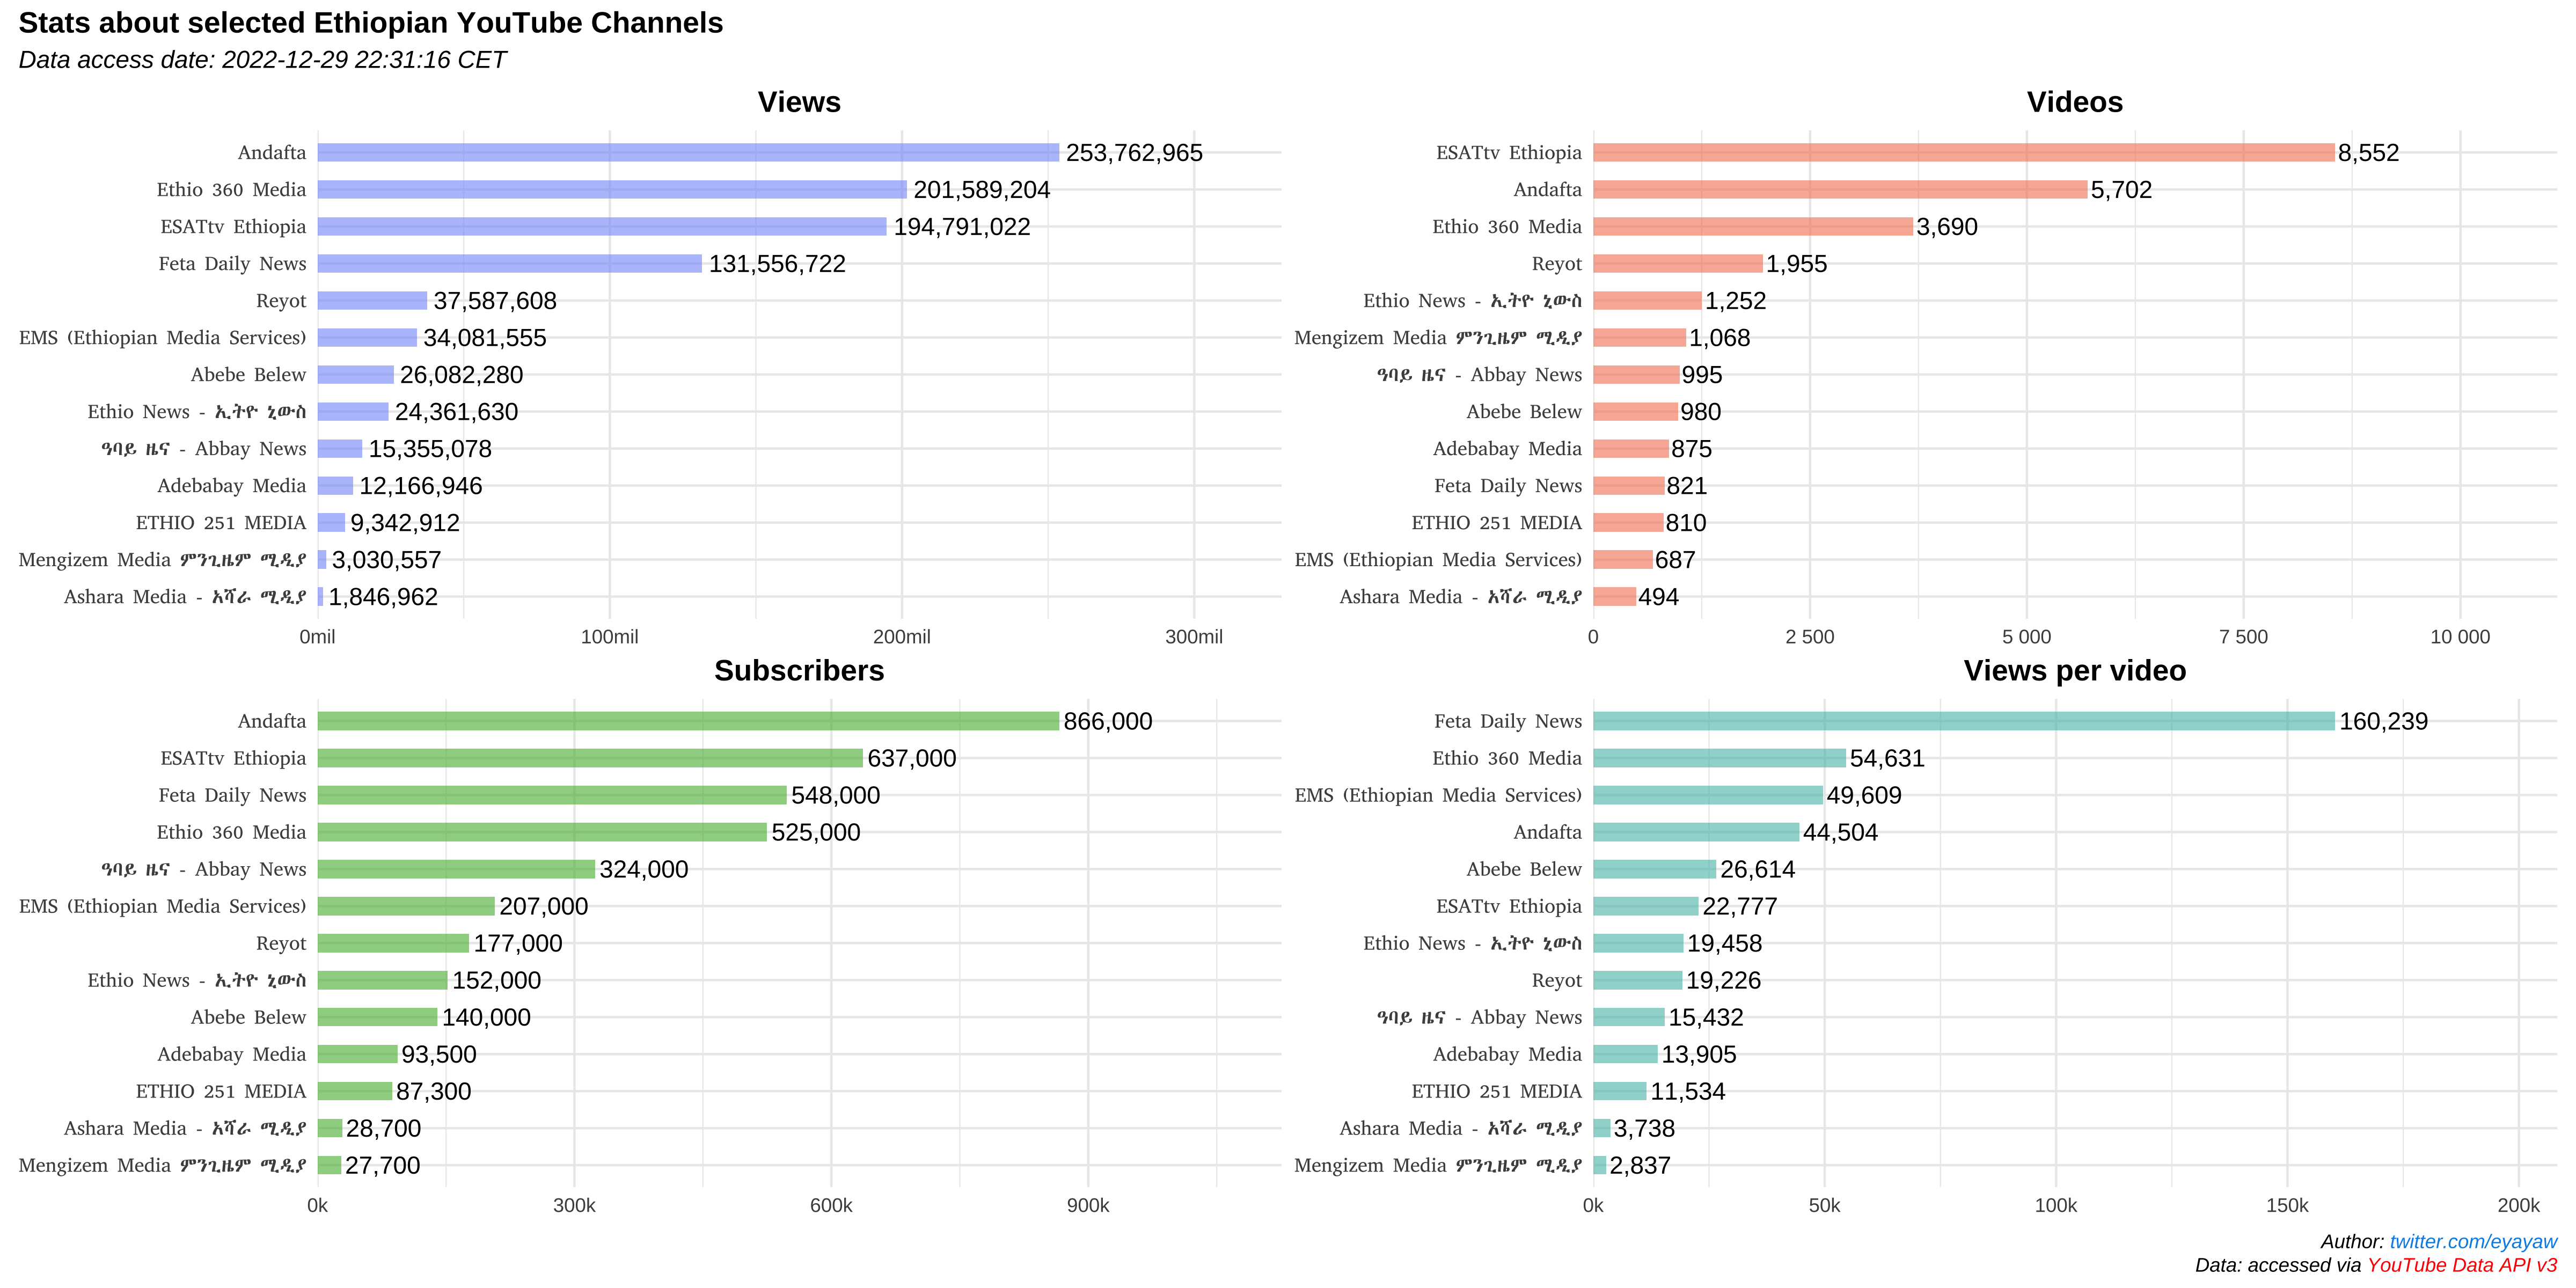 Stats about selected Ethiopian YouTube Channels
Data access date: 2022-12-29 22:31:16 CET
Views
Andafta 253,762,965
Ethio 360 Media 201,589,204
ESATtv Ethiopia 194,791,022
Feta Daily News 131,556,722
Reyot 37,587,608
EMS (Ethiopian Media Services) 34,081,555
Abebe Belew 26,082,280
Ethio News - ኢትዮ ኒውስ 24,361,630
ዓባይ ዜና - Abbay News 15,355,078
Adebabay Media 12,166,946
ETHIO 251 MEDIA 9,342,912
Mengizem Media ምንጊዜም ሚዲያ 3,030,557
Ashara Media - አሻራ ሚዲያ 1,846,962
0mil 100mil 200mil 300mil
Videos
ESATtv Ethiopia 8,552
Andafta 5,702
Ethio 360 Media 3,690
Reyot 1,955
Ethio News - ኢትዮ ኒውስ 1,252
Mengizem Media ምንጊዜም ሚዲያ 1,068
ዓባይ ዜና - Abbay News 995
Abebe Belew 980
Adebabay Media 875
Feta Daily News 821
ETHIO 251 MEDIA 810
EMS (Ethiopian Media Services) 687
Ashara Media - አሻራ ሚዲያ 494
0 2 500 5 000 7 500 10 000
Subscribers
Andafta 866,000
ESATtv Ethiopia 637,000
Feta Daily News 548,000
Ethio 360 Media 525,000
ዓባይ ዜና - Abbay News 324,000
EMS (Ethiopian Media Services) 207,000
Reyot 177,000
Ethio News - ኢትዮ ኒውስ 152,000
Abebe Belew 140,000
Adebabay Media 93,500
ETHIO 251 MEDIA 87,300
Ashara Media - አሻራ ሚዲያ 28,700
Mengizem Media ምንጊዜም ሚዲያ 27,700
0k 300k 600k 900k
Views per video
Feta Daily News 160,239
Ethio 360 Media 54,631
EMS (Ethiopian Media Services) 49,609
Andafta 44,504
Abebe Belew 26,614
ESATtv Ethiopia 22,777
Ethio News - ኢትዮ ኒውስ 19,458
Reyot 19,226
ዓባይ ዜና - Abbay News 15,432
Adebabay Media 13,905
ETHIO 251 MEDIA 11,534
Ashara Media - አሻራ ሚዲያ 3,738
Mengizem Media ምንጊዜም ሚዲያ 2,837
0k 50k 100k 150k 200k
Author: twitter.com/eyayaw
Data: accessed via YouTube Data API v3